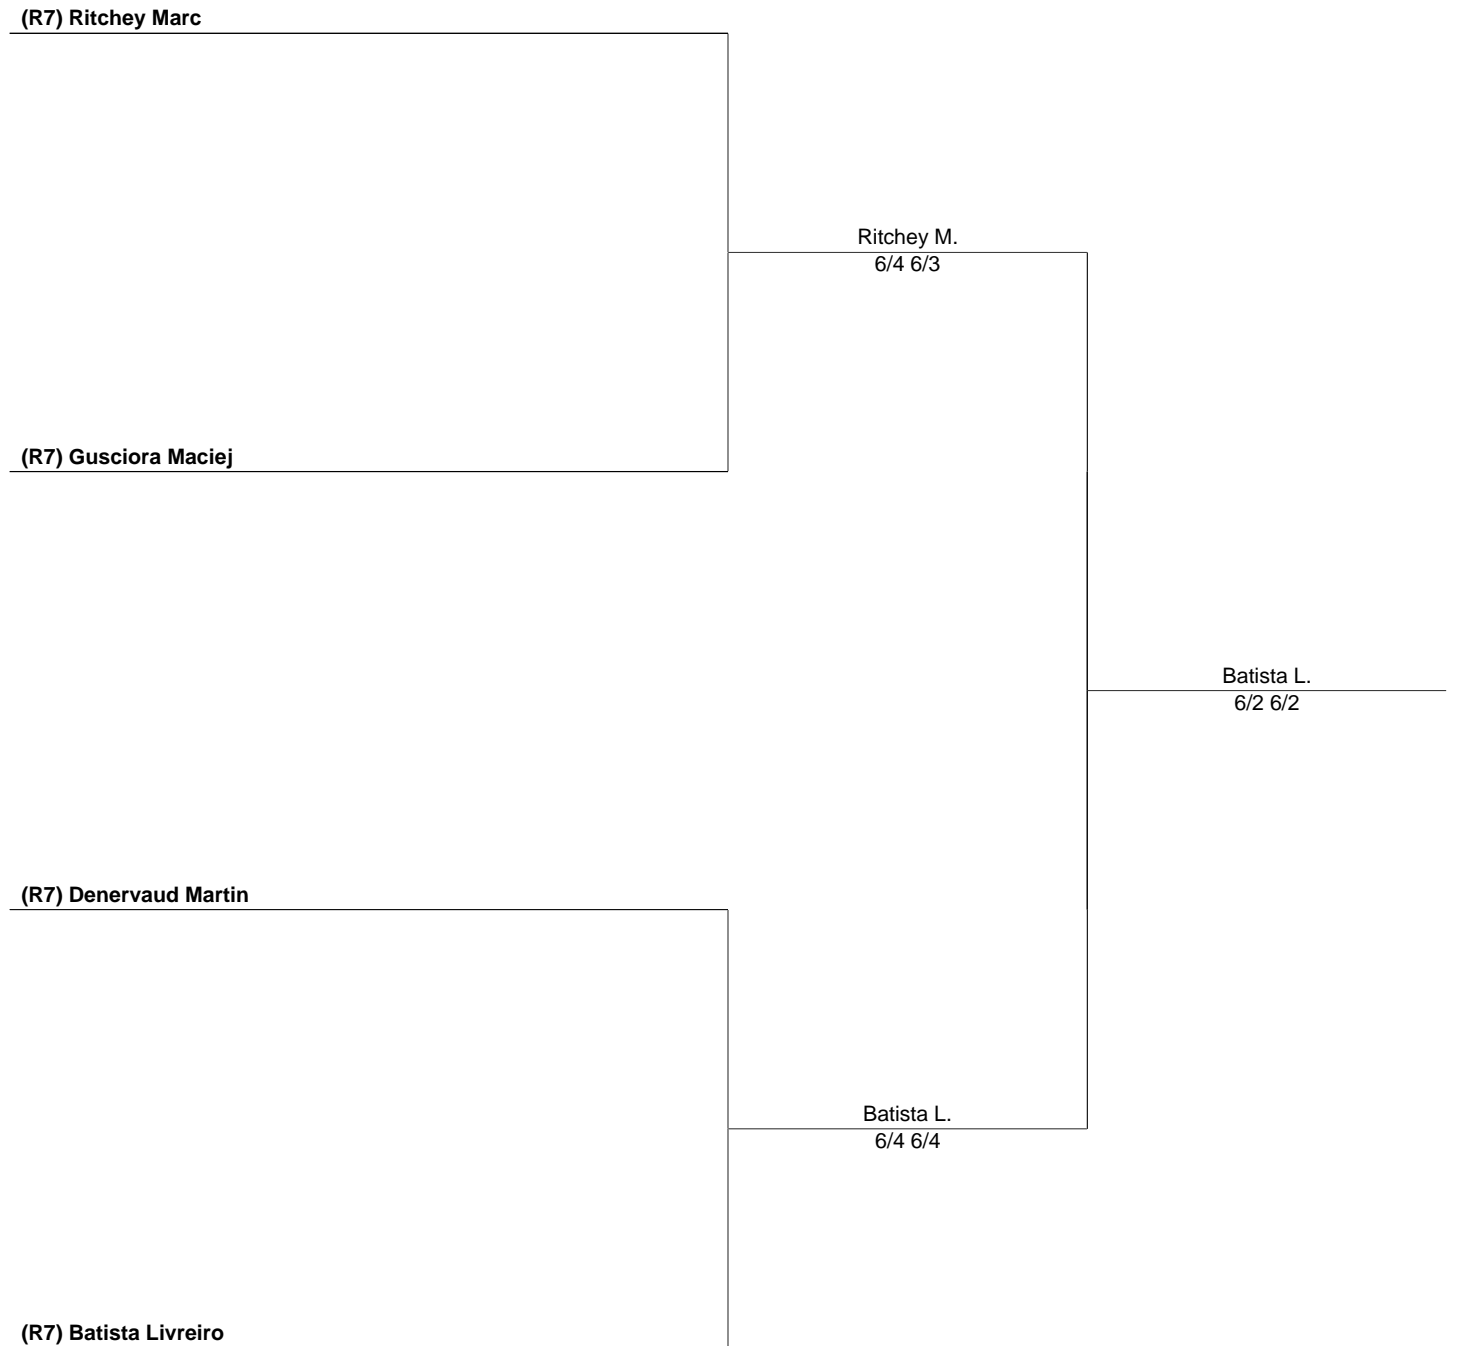 (R7) Ritchey Marc
Ritchey M.
6/4 6/3
(R7) Gusciora Maciej
Batista L.
6/2 6/2
(R7) Denervaud Martin
Batista L.
6/4 6/4
(R7) Batista Livreiro